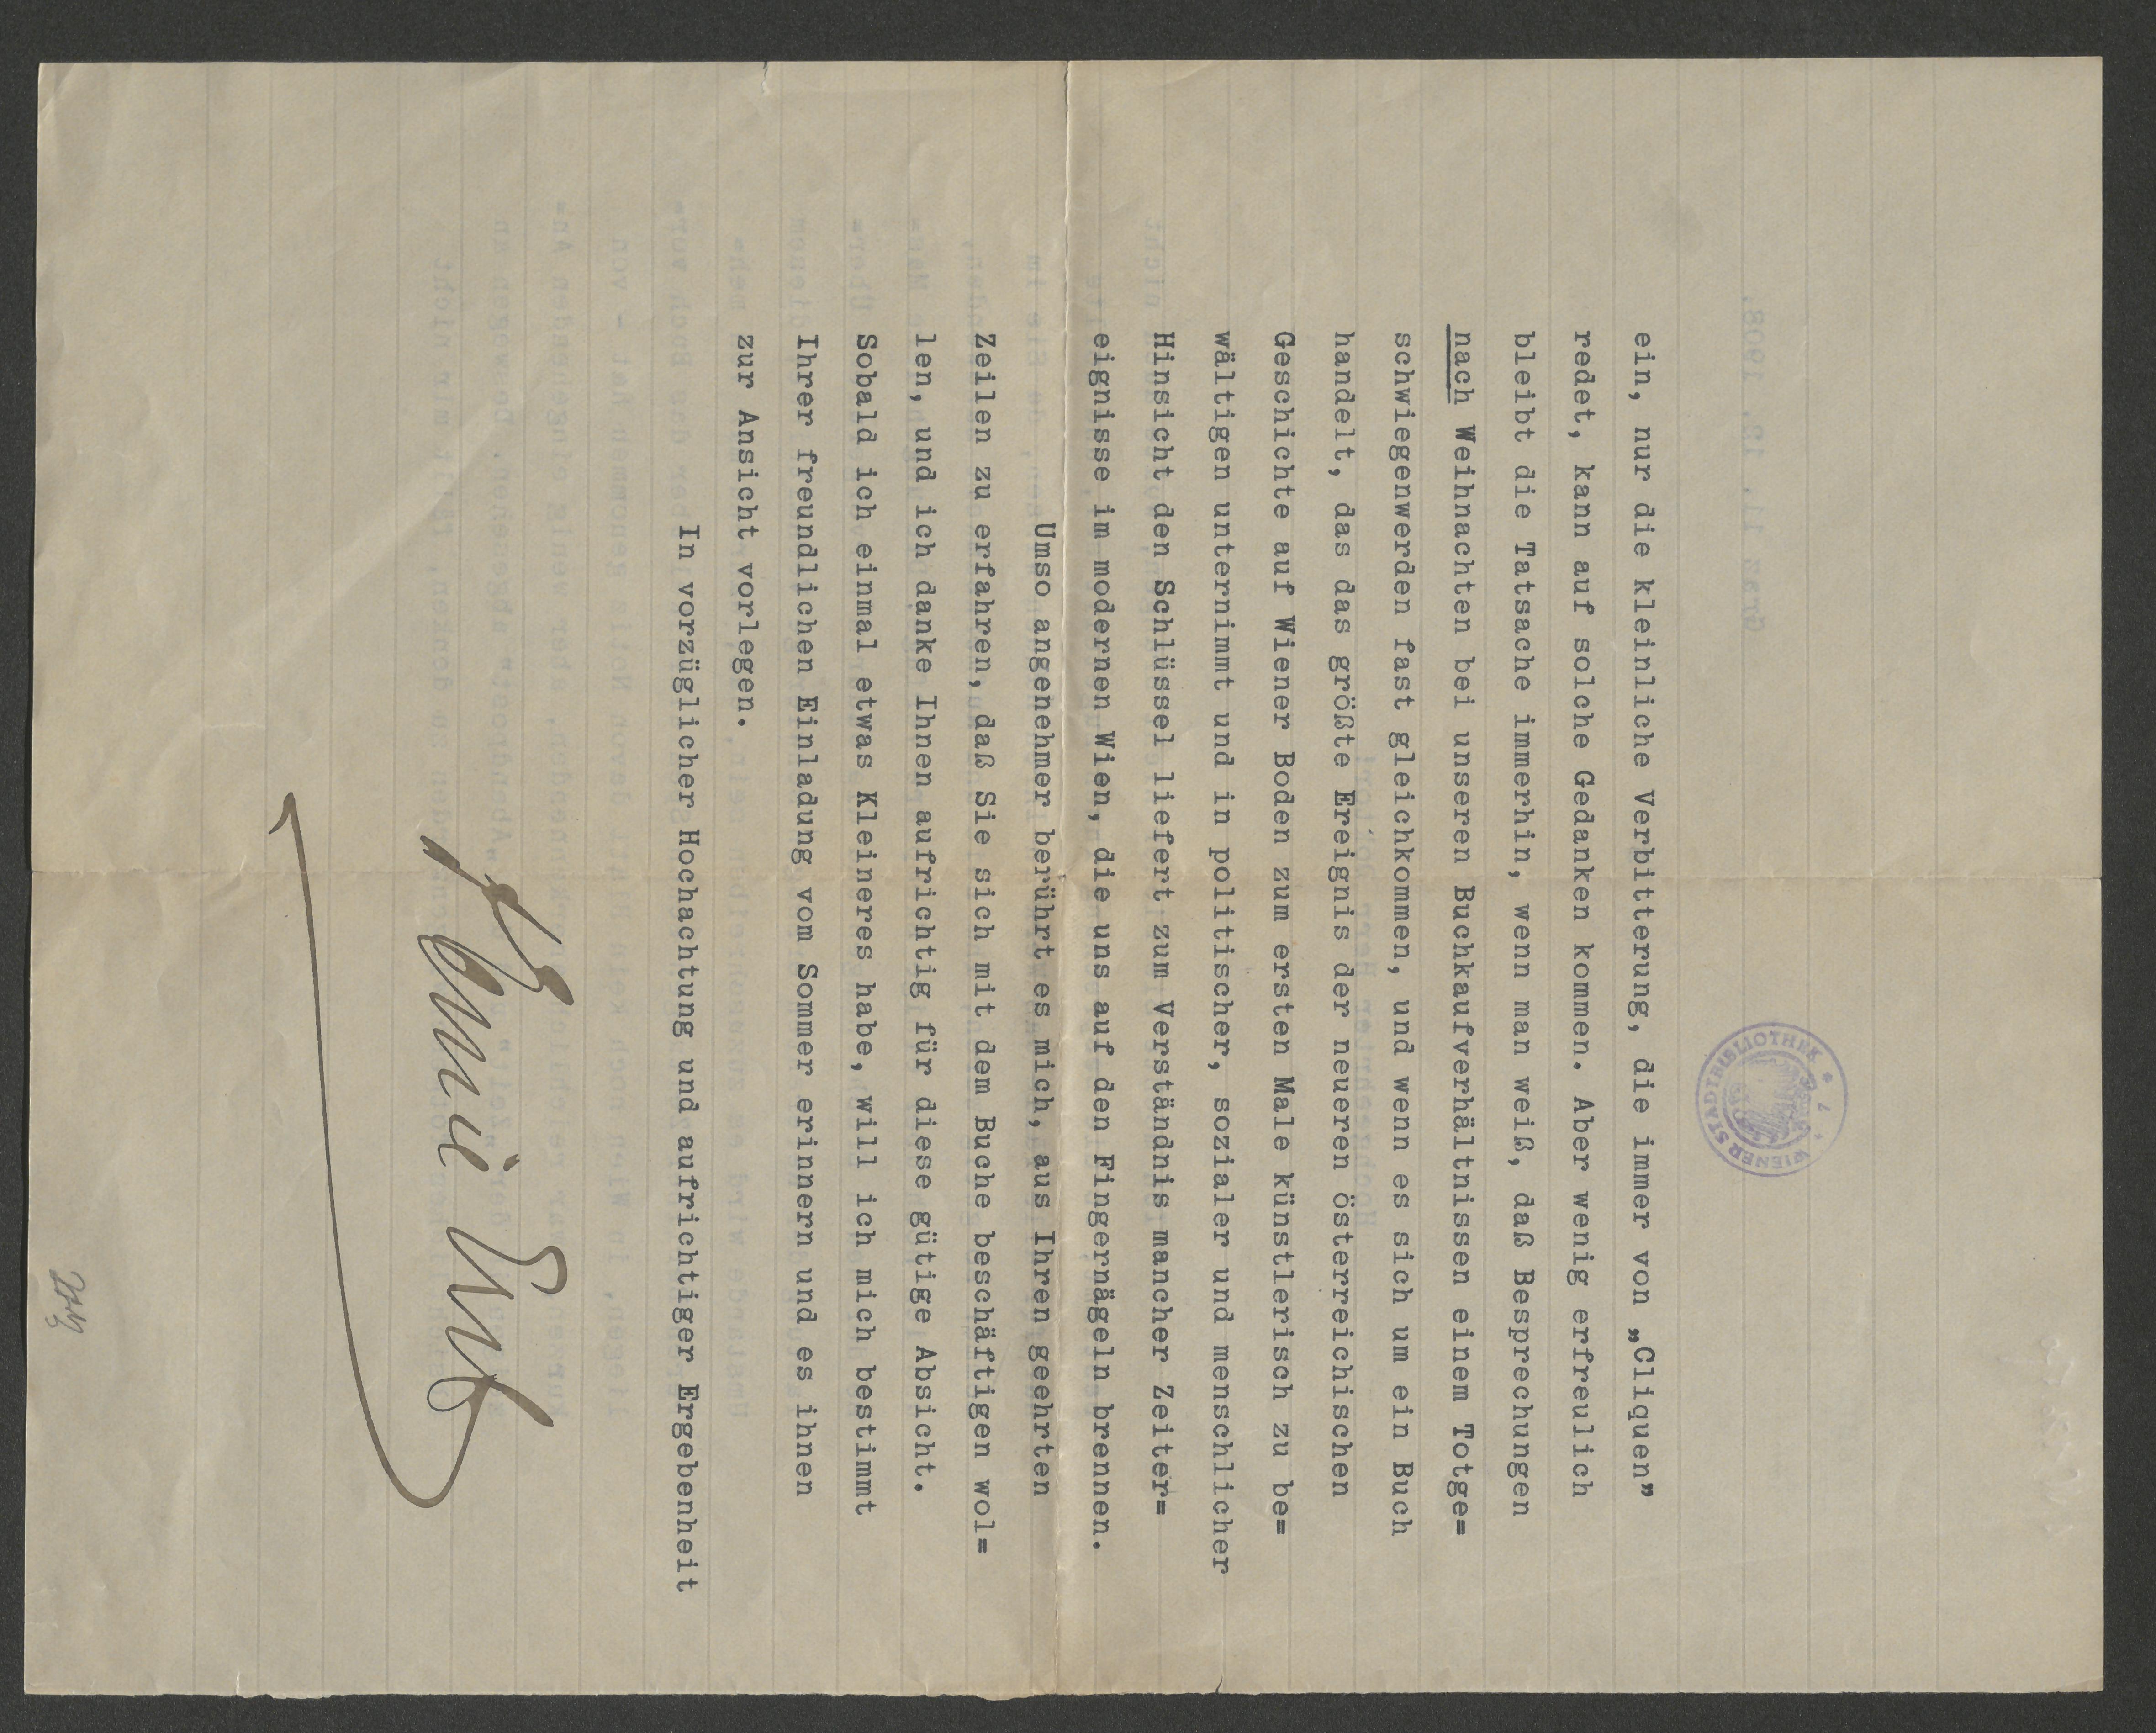 WIENER STADTBIBLIOTHEK
ein, nur die kleinliche Verbitterung, die immer von „Cliquen”
redet, kann auf solche Gedanken kommen. Aber wenig erfreulich
bleibt die Tatsache immerhin, wenn man weiß, daß Besprechungen
nach Weihnachten bei unseren Buchkaufverhältnissen einem Totge=
schwiegenwerden fast gleichkommen, und wenn es sich um ein Buch
handelt, das das größte Ereignis der neueren österreichischen
Geschichte auf Wiener Boden zum ersten Male künstlerisch zu be=
wältigen unternimmt und in politischer, sozialer und menschlicher
Hinsicht den Schlüssel liefert zum Verständnis mancher Zeiter=
eignisse im modernen Wien, die uns auf den Fingernägeln brennen.
Umso angenehmer berührt es mich, aus Ihren geehrten
Zeilen zu erfahren, daß Sie sich mit dem Buche beschäftigen wol=
len, und ich danke Ihnen aufrichtig für diese gütige Absicht.
Sobald ich einmal etwas Kleineres habe, will ich mich bestimmt
Ihrer freundlichen Einladung vom Sommer erinnern und es ihnen
zur Ansicht vorlegen.
In vorzüglicher Hochachtung und aufrichtiger Ergebenheit